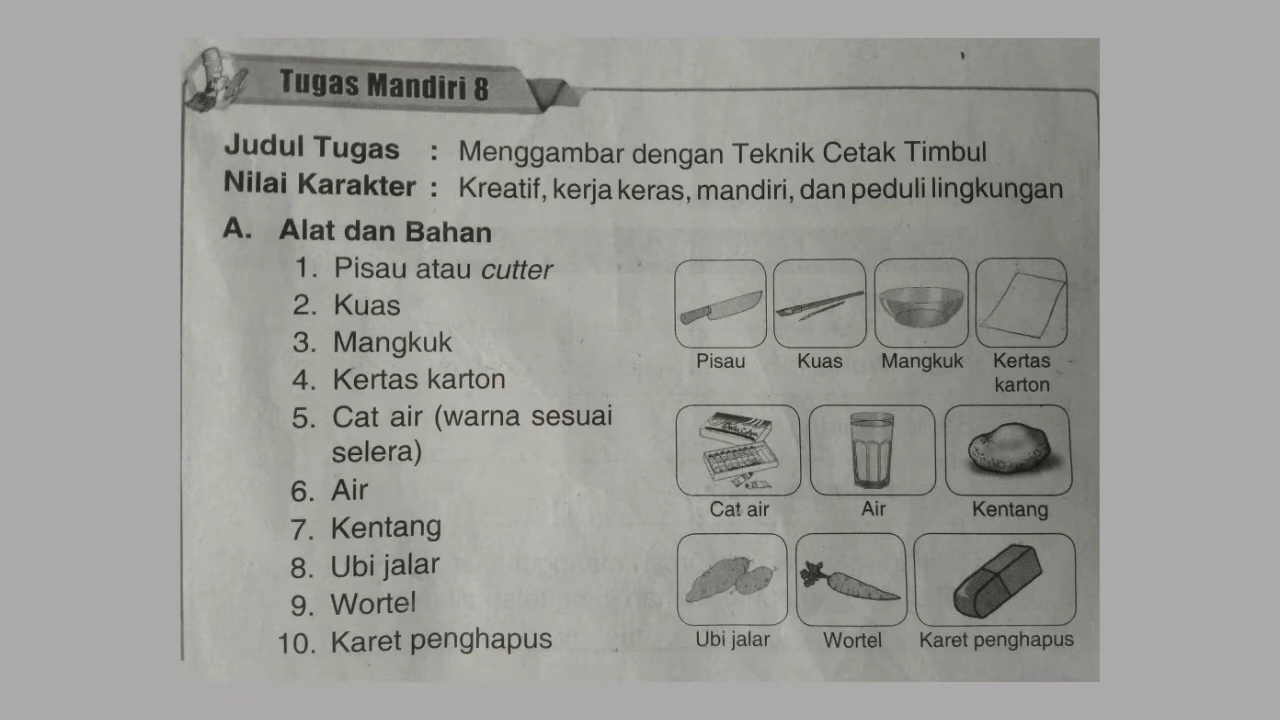 Tugas Mandiri 8
Judul Tugas : Menggambar dengan Teknik Cetak Timbul
Nilai Karakter : Kreatif, kerja keras, mandiri, dan peduli lingkungan
A. Alat dan Bahan
1. Pisau atau cutter
2. Kuas
3. Mangkuk
4. Kertas karton
5. Cat air (warna sesuai
selera)
6. Air
7. Kentang
8. Ubi jalar
9. Wortel
10. Karet penghapus
Pisau
Kuas
Mangkuk
Kertas
karton
Cat air
Air
Kentang
Ubi jalar
Wortel
Karet penghapus